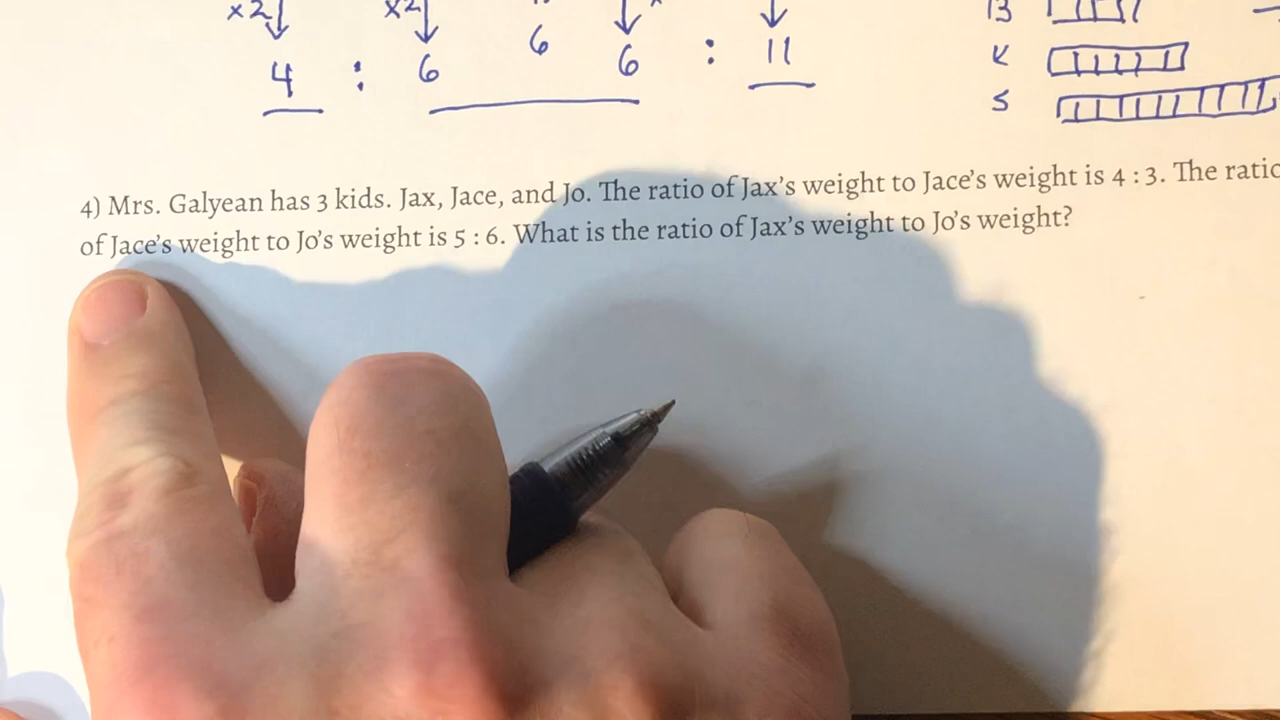 x2 x2
4 : 6 6 6 : 11
B
K
S
4) Mrs. Galyean has 3 kids. Jax, Jace, and Jo. The ratio of Jax's weight to Jace's weight is 4 : 3. The ratio
of Jace's weight to Jo's weight is 5 : 6. What is the ratio of Jax's weight to Jo's weight?